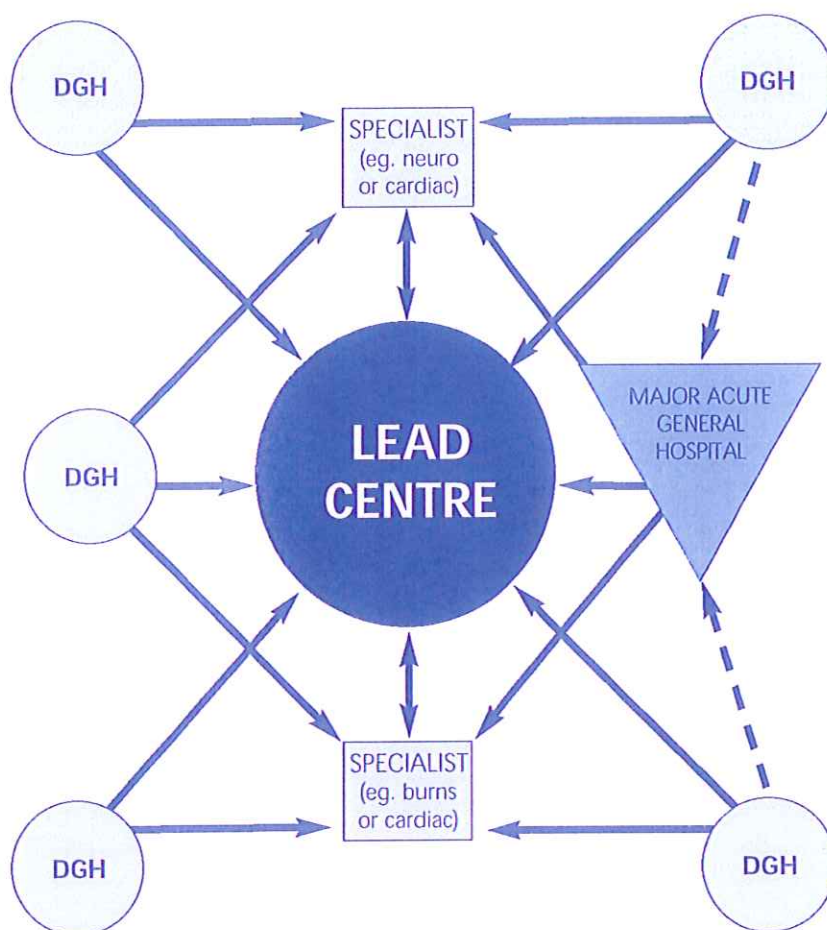 DGH
DGH
SPECIALIST
(eg. neuro
or cardiac)
MAJOR ACUTE
GENERAL
HOSPITAL
LEAD
CENTRE
DGH
SPECIALIST
(eg. burns
or cardiac)
DGH
DGH